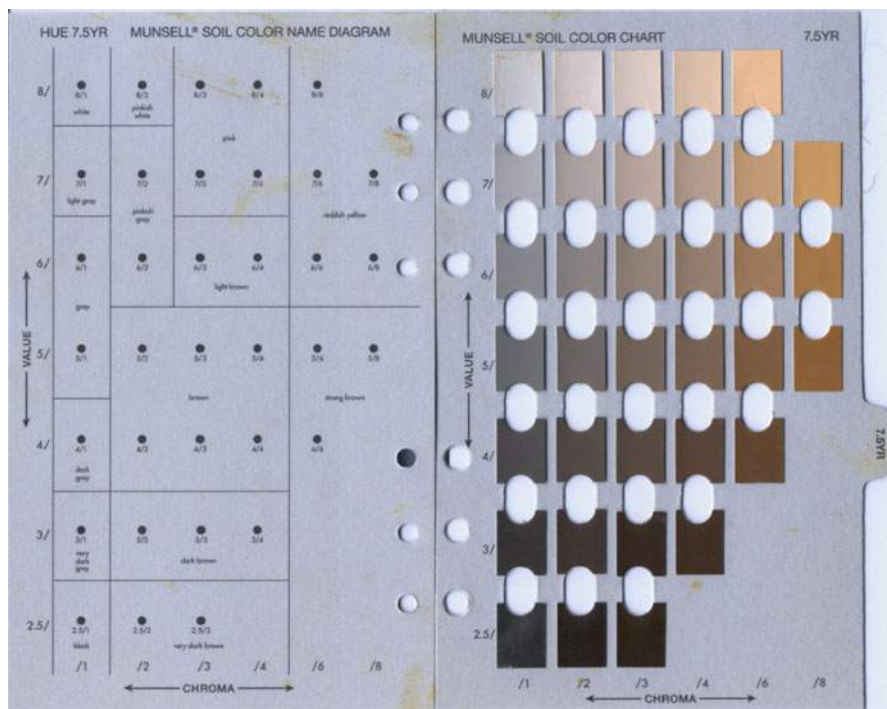 HUE 7.5YR MUNSELL® SOIL COLOR NAME DIAGRAM
8/ 8/1 8/2 8/3 8/4 8/6
white pinkish white
pink
7/ 7/1 7/2 7/3 7/4 7/6 7/8
light gray pinkish gray reddish yellow
6/ 6/1 6/2 6/3 6/4 6/6 6/8
light brown
gray
VALUE
5/ 5/1 5/2 5/3 5/4 5/6 5/8
brown strong brown
4/ 4/1 4/2 4/3 4/4 4/6
dark gray
3/ 3/1 3/2 3/3 3/4
very dark gray dark brown
2.5/ 2.5/1 2.5/2 2.5/3
black very dark brown
/1 /2 /3 /4 /6 /8
CHROMA
MUNSELL® SOIL COLOR CHART 7.5YR
8/
7/
6/
VALUE
5/
4/
7.5YR
3/
2.5/
/1 /2 /3 /4 /6 /8
CHROMA